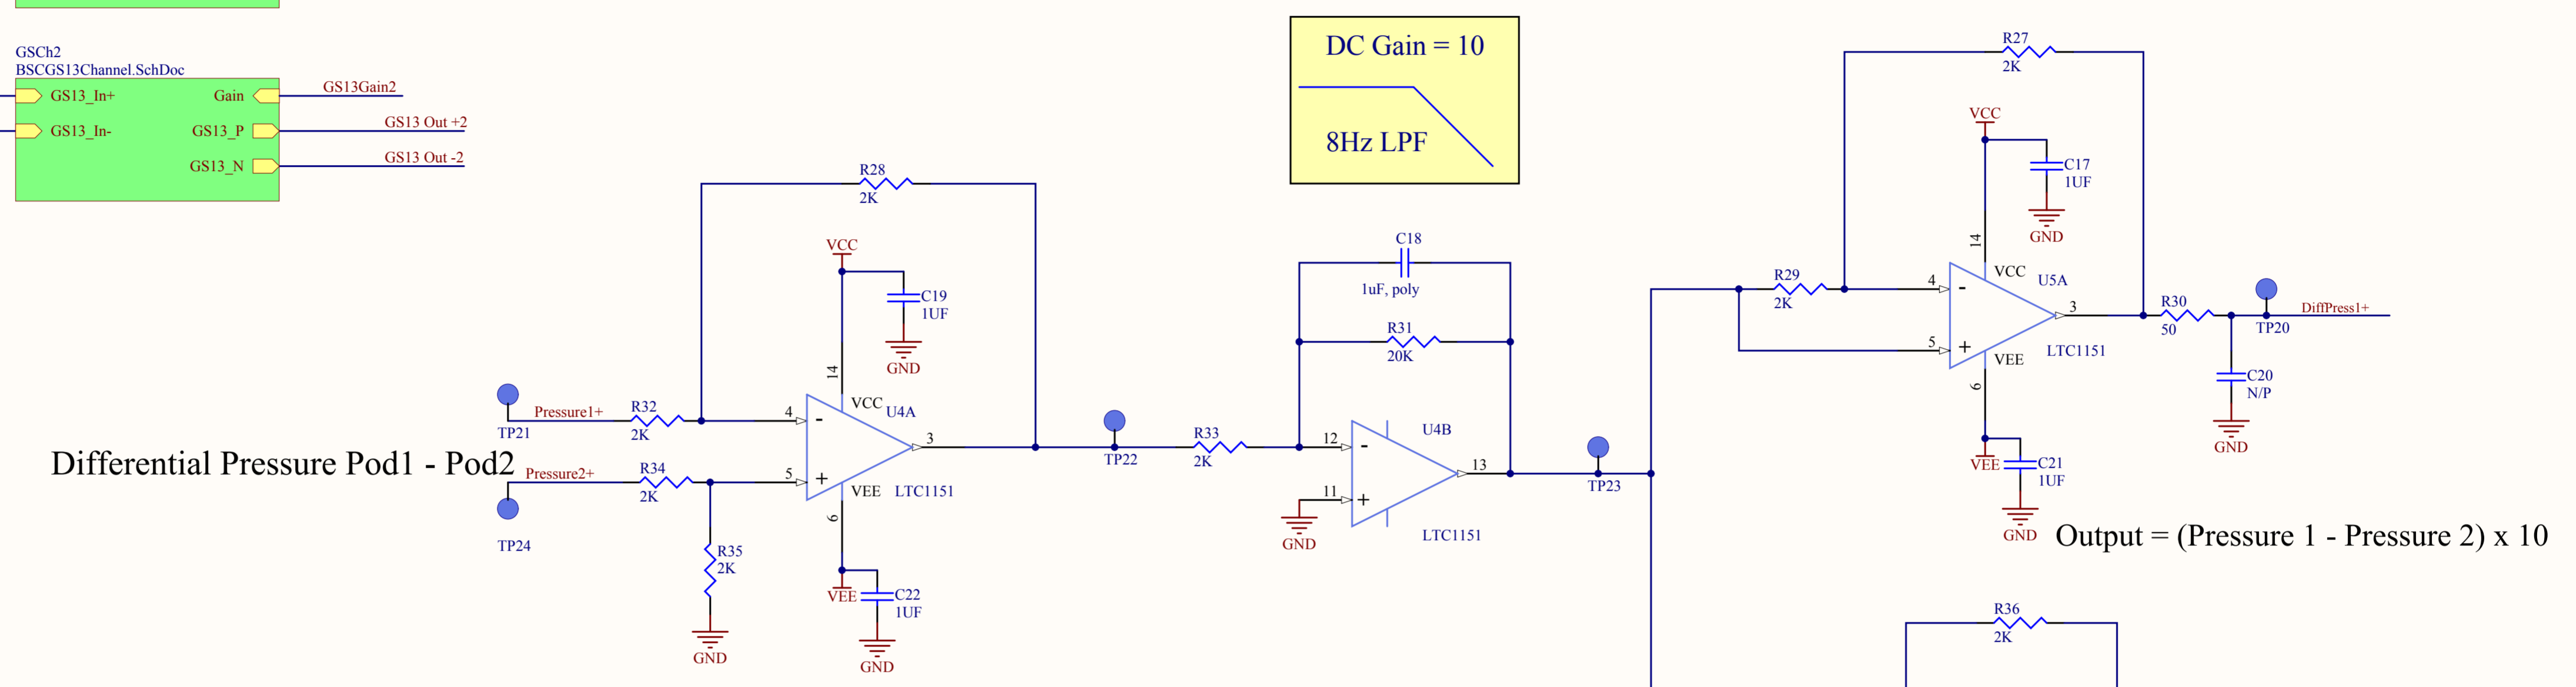 GSCh2
BSCGS13Channel.SchDoc
GS13_In+
Gain
GS13Gain2
GS13_In-
GS13_P
GS13 Out +2
GS13_N
GS13 Out -2
DC Gain = 10
8Hz LPF
R28
2K
VCC
C19
1UF
GND
14
VCC
U4A
TP21
Pressure1+
R32
2K
4
-
3
Differential Pressure Pod1 - Pod2
Pressure2+
R34
2K
5
+
VEE
LTC1151
TP24
6
R35
2K
GND
VEE
C22
1UF
GND
TP22
R33
2K
C18
1uF, poly
R31
20K
U4B
12
-
13
11
+
GND
LTC1151
TP23
R27
2K
VCC
C17
1UF
GND
14
VCC
U5A
R29
2K
4
-
3
5
+
VEE
LTC1151
6
R30
50
TP20
DiffPress1+
C20
N/P
GND
VEE
C21
1UF
GND
Output = (Pressure 1 - Pressure 2) x 10
R36
2K